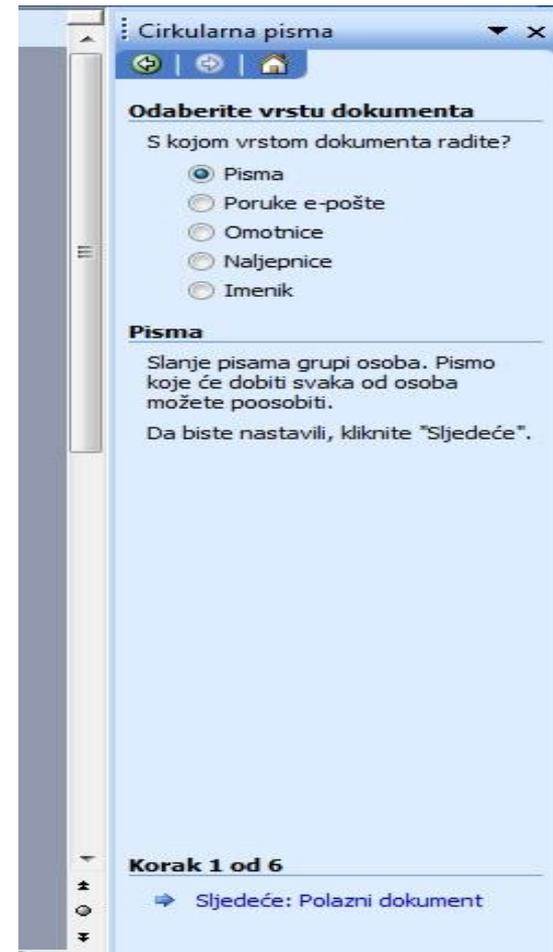 Cirkularna pisma
Odaberite vrstu dokumenta
S kojom vrstom dokumenta radite?
Pisma
Poruke e-pošte
Omotnice
Naljepnice
Imenik
Pisma
Slanje pisama grupi osoba. Pismo
koje će dobiti svaka od osoba
možete poosobiti.
Da biste nastavili, kliknite "Sljedeće".
Korak 1 od 6
Sljedeće: Polazni dokument